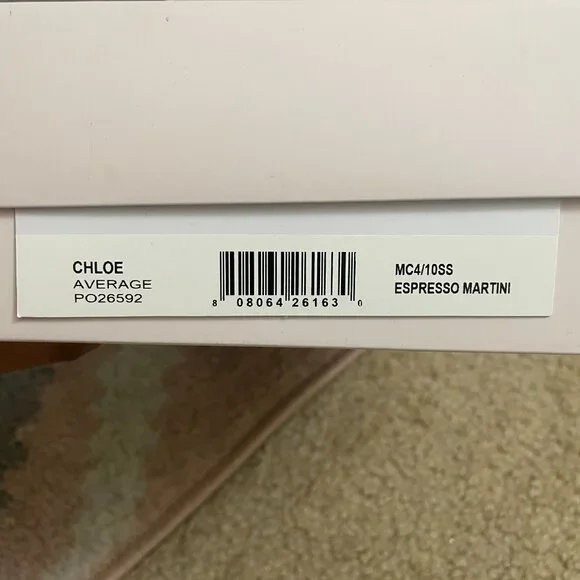 CHLOE
AVERAGE
PO26592
8 08064 26163 0
MC4/10SS
ESPRESSO MARTINI